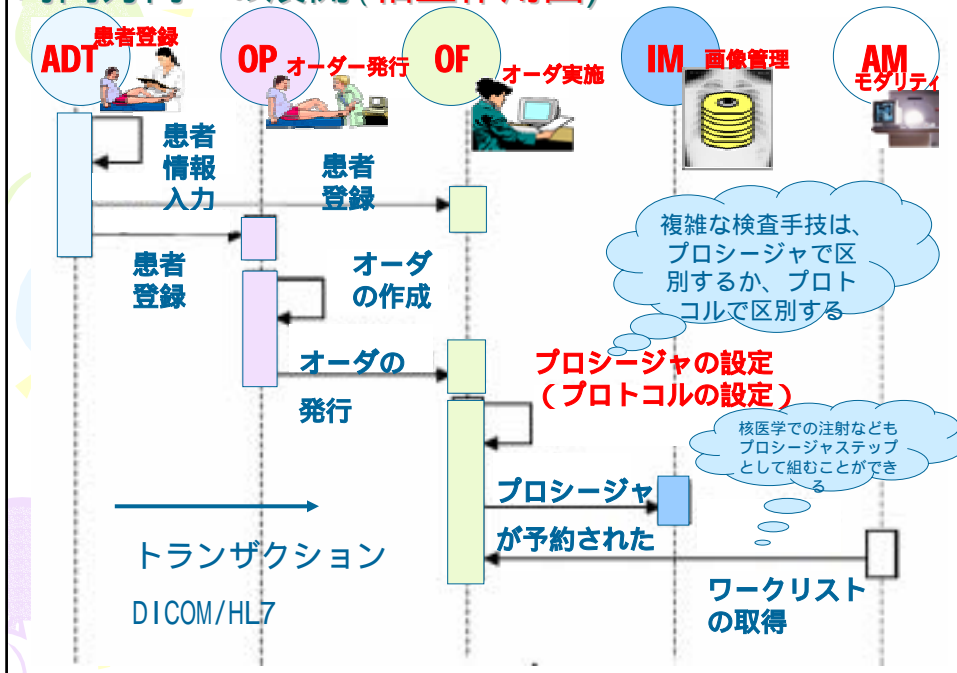 (相互作用図)
ADT
患者登録
OP
オーダー発行
OF
オーダ実施
IM
画像管理
AM
モダリティ
患者
情報
入力
患者
登録
患者
登録
オーダ
の作成
複雑な検査手技は、
プロシージャで区
別するか、プロト
コルで区別する
オーダの
発行
プロシージャの設定
(プロトコルの設定)
核医学での注射なども
プロシージャステップ
として組むことができ
る
プロシージャ
が予約された
トランザクション
DICOM/HL7
ワークリスト
の取得